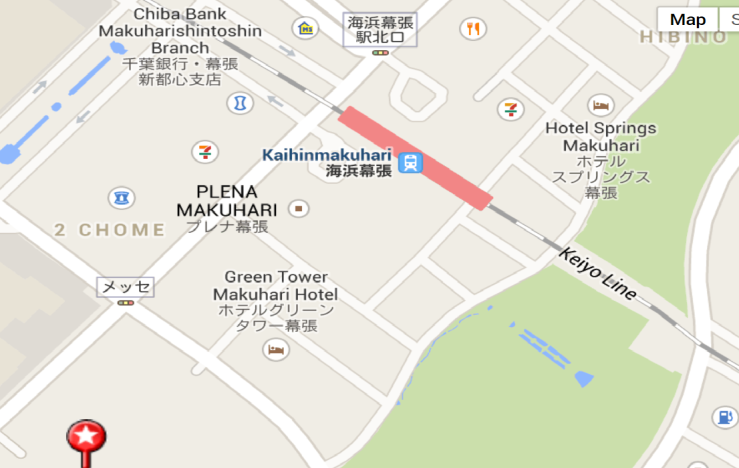 Chiba Bank
Makuharishintoshin
Branch
千葉銀行・幕張
新都心支店
海浜幕張
駅北口
Map
S
HIBINO
Hotel Springs
Makuhari
ホテル
スプリングス
幕張
Kaihinmakuhari
海浜幕張
PLENA
MAKUHARI
プレナ幕張
2 CHOME
Keiyo Line
メッセ
Green Tower
Makuhari Hotel
ホテルグリーン
タワー幕張